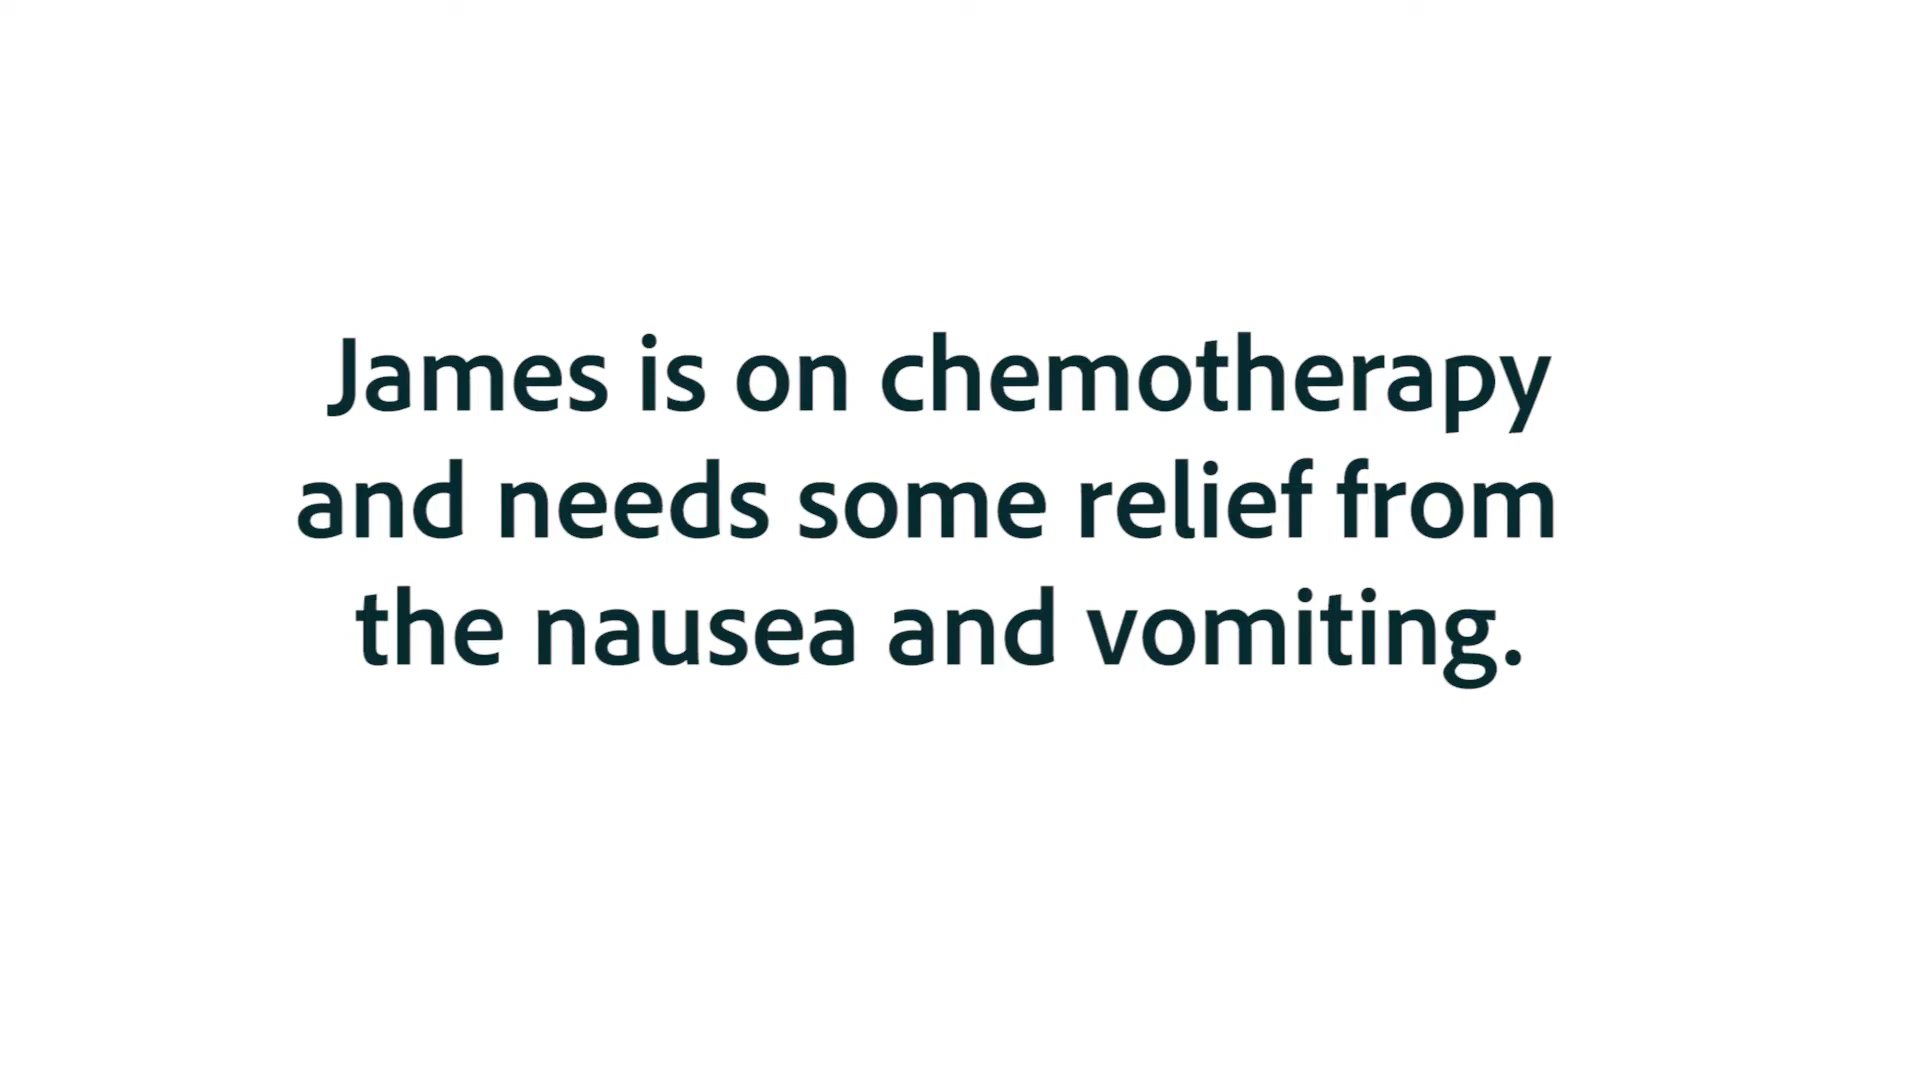 James is on chemotherapy
and needs some relief from
the nausea and vomiting.